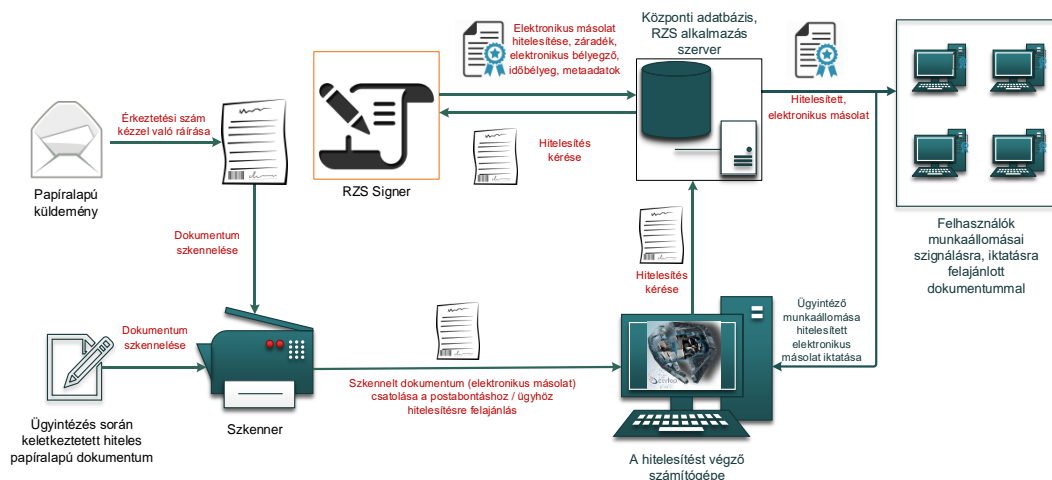 Központi adatbázis,
RZS alkalmazás
szerver
Elektronikus másolat
hitelesítése, záradék,
elektronikus bélyegző,
időbélyeg, metaadatok
Érkeztetési szám
kézzel való ráírása
Hitelesített,
elektronikus másolat
Hitelesítés
kérése
Papíralapú
küldemény
RZS Signer
Felhasználók
munkaállomásai
szignálásra, iktatásra
felajánlott
dokumentummal
Dokumentum
szkennelése
Hitelesítés
kérése
Ügyintéző
munkaállomása
hitelesített
elektronikus
másolat iktatása
Dokumentum
szkennelése
Szkennelt dokumentum (elektronikus másolat)
csatolása a postabontáshoz / ügyhöz
hitelesítésre felajánlás
Szkenner
Ügyintézés során
keletkeztetett hiteles
papíralapú dokumentum
A hitelesítést végző
számítógépe